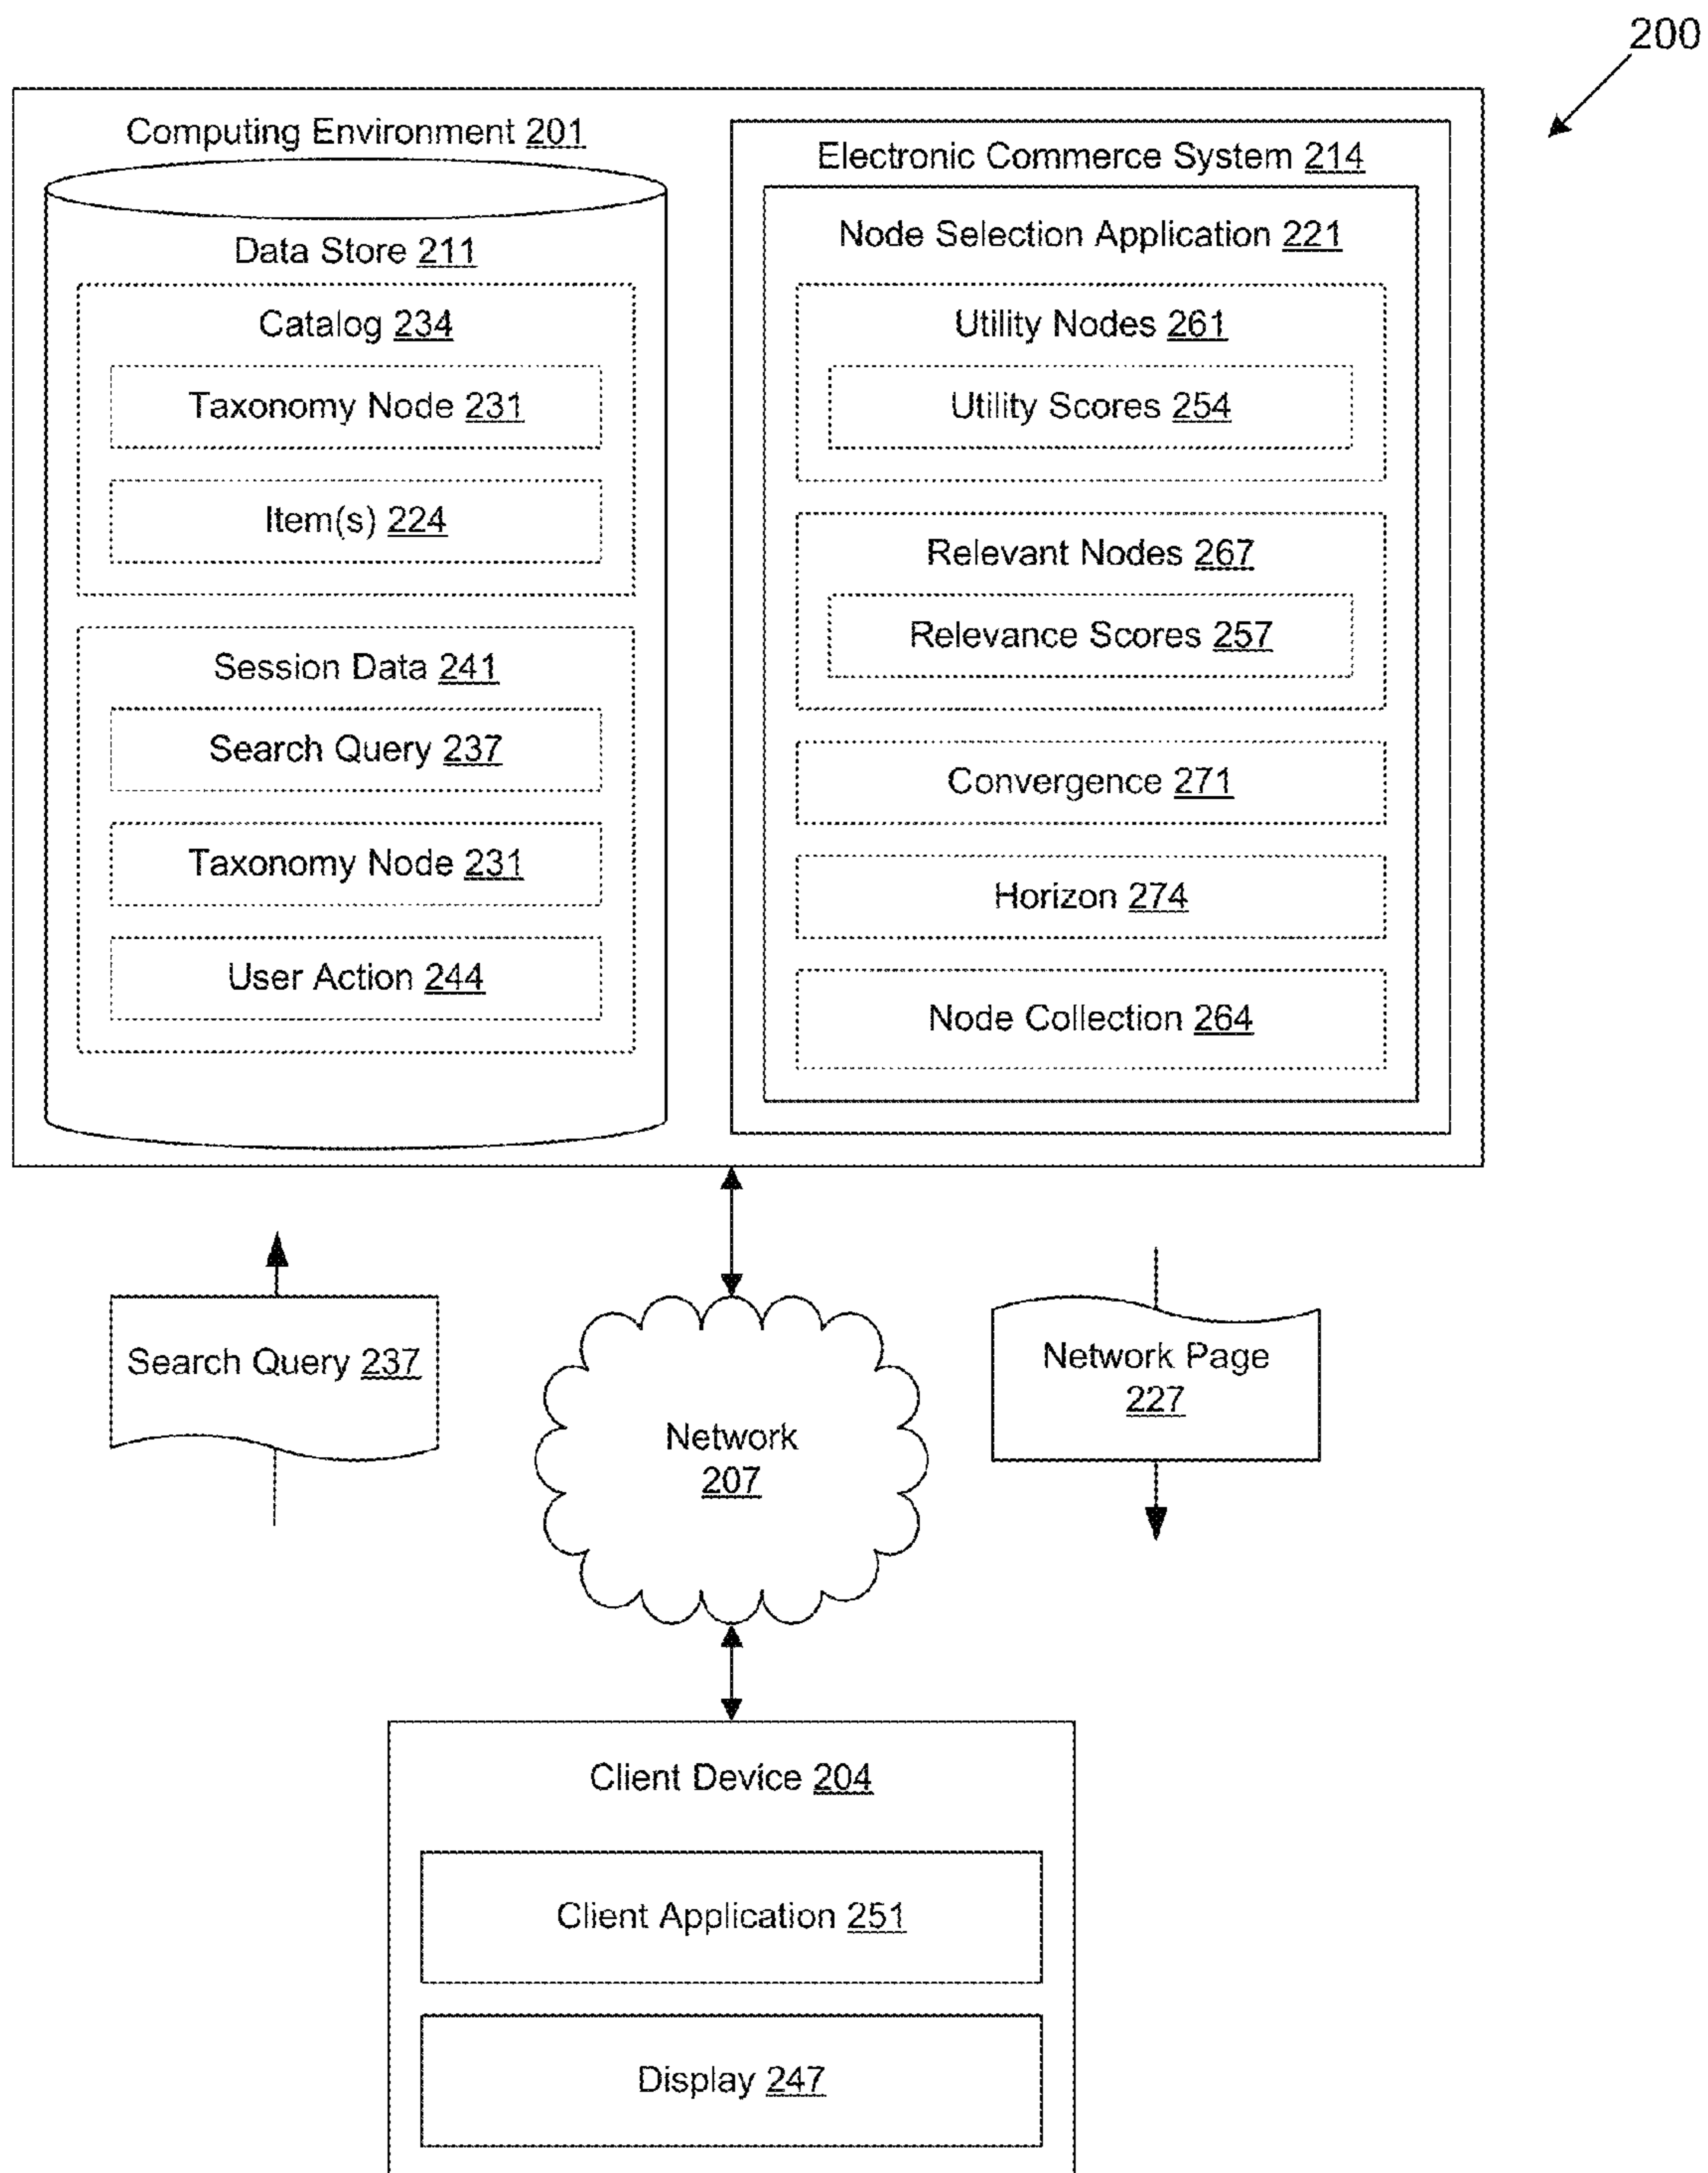 200
Computing Environment 201
Data Store 211
Catalog 234
Taxonomy Node 231
Item(s) 224
Session Data 241
Search Query 237
Taxonomy Node 231
User Action 244
Electronic Commerce System 214
Node Selection Application 221
Utility Nodes 261
Utility Scores 254
Relevant Nodes 267
Relevance Scores 257
Convergence 271
Horizon 274
Node Collection 264
Search Query 237
Network
207
Network Page
227
Client Device 204
Client Application 251
Display 247